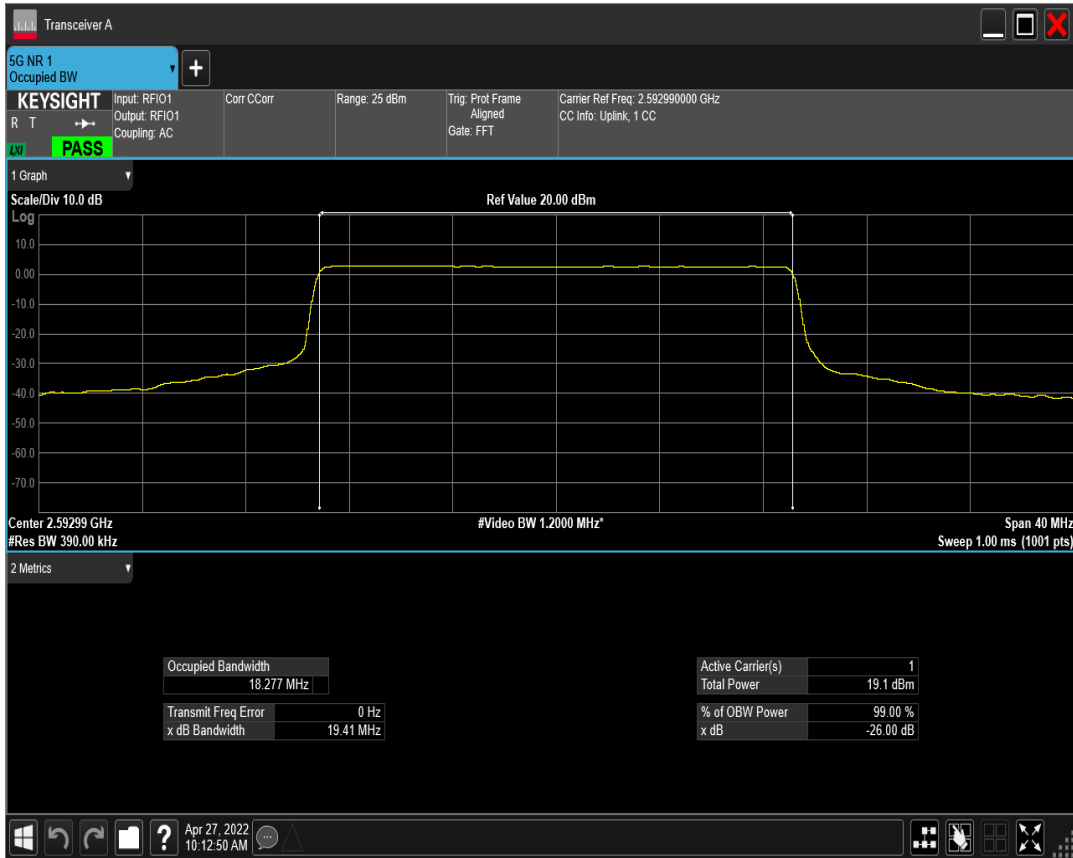 Transceiver A
5G NR 1
Occupied BW
+
KEYSIGHT
R T
LXI
PASS
Input: RFIO1
Output: RFIO1
Coupling: AC
Corr CCorr
Range: 25 dBm
Trig: Prot Frame
Aligned
Gate: FFT
Carrier Ref Freq: 2.592990000 GHz
CC Info: Uplink, 1 CC
1 Graph
Scale/Div 10.0 dB
Ref Value 20.00 dBm
Log
10.0
0.00
-10.0
-20.0
-30.0
-40.0
-50.0
-60.0
-70.0
Center 2.59299 GHz
#Video BW 1.2000 MHz*
Span 40 MHz
#Res BW 390.00 kHz
Sweep 1.00 ms (1001 pts)
2 Metrics
Occupied Bandwidth
18.277 MHz
Transmit Freq Error 0 Hz
x dB Bandwidth 19.41 MHz
Active Carrier(s) 1
Total Power 19.1 dBm
% of OBW Power 99.00 %
x dB -26.00 dB
?
Apr 27, 2022
10:12:50 AM